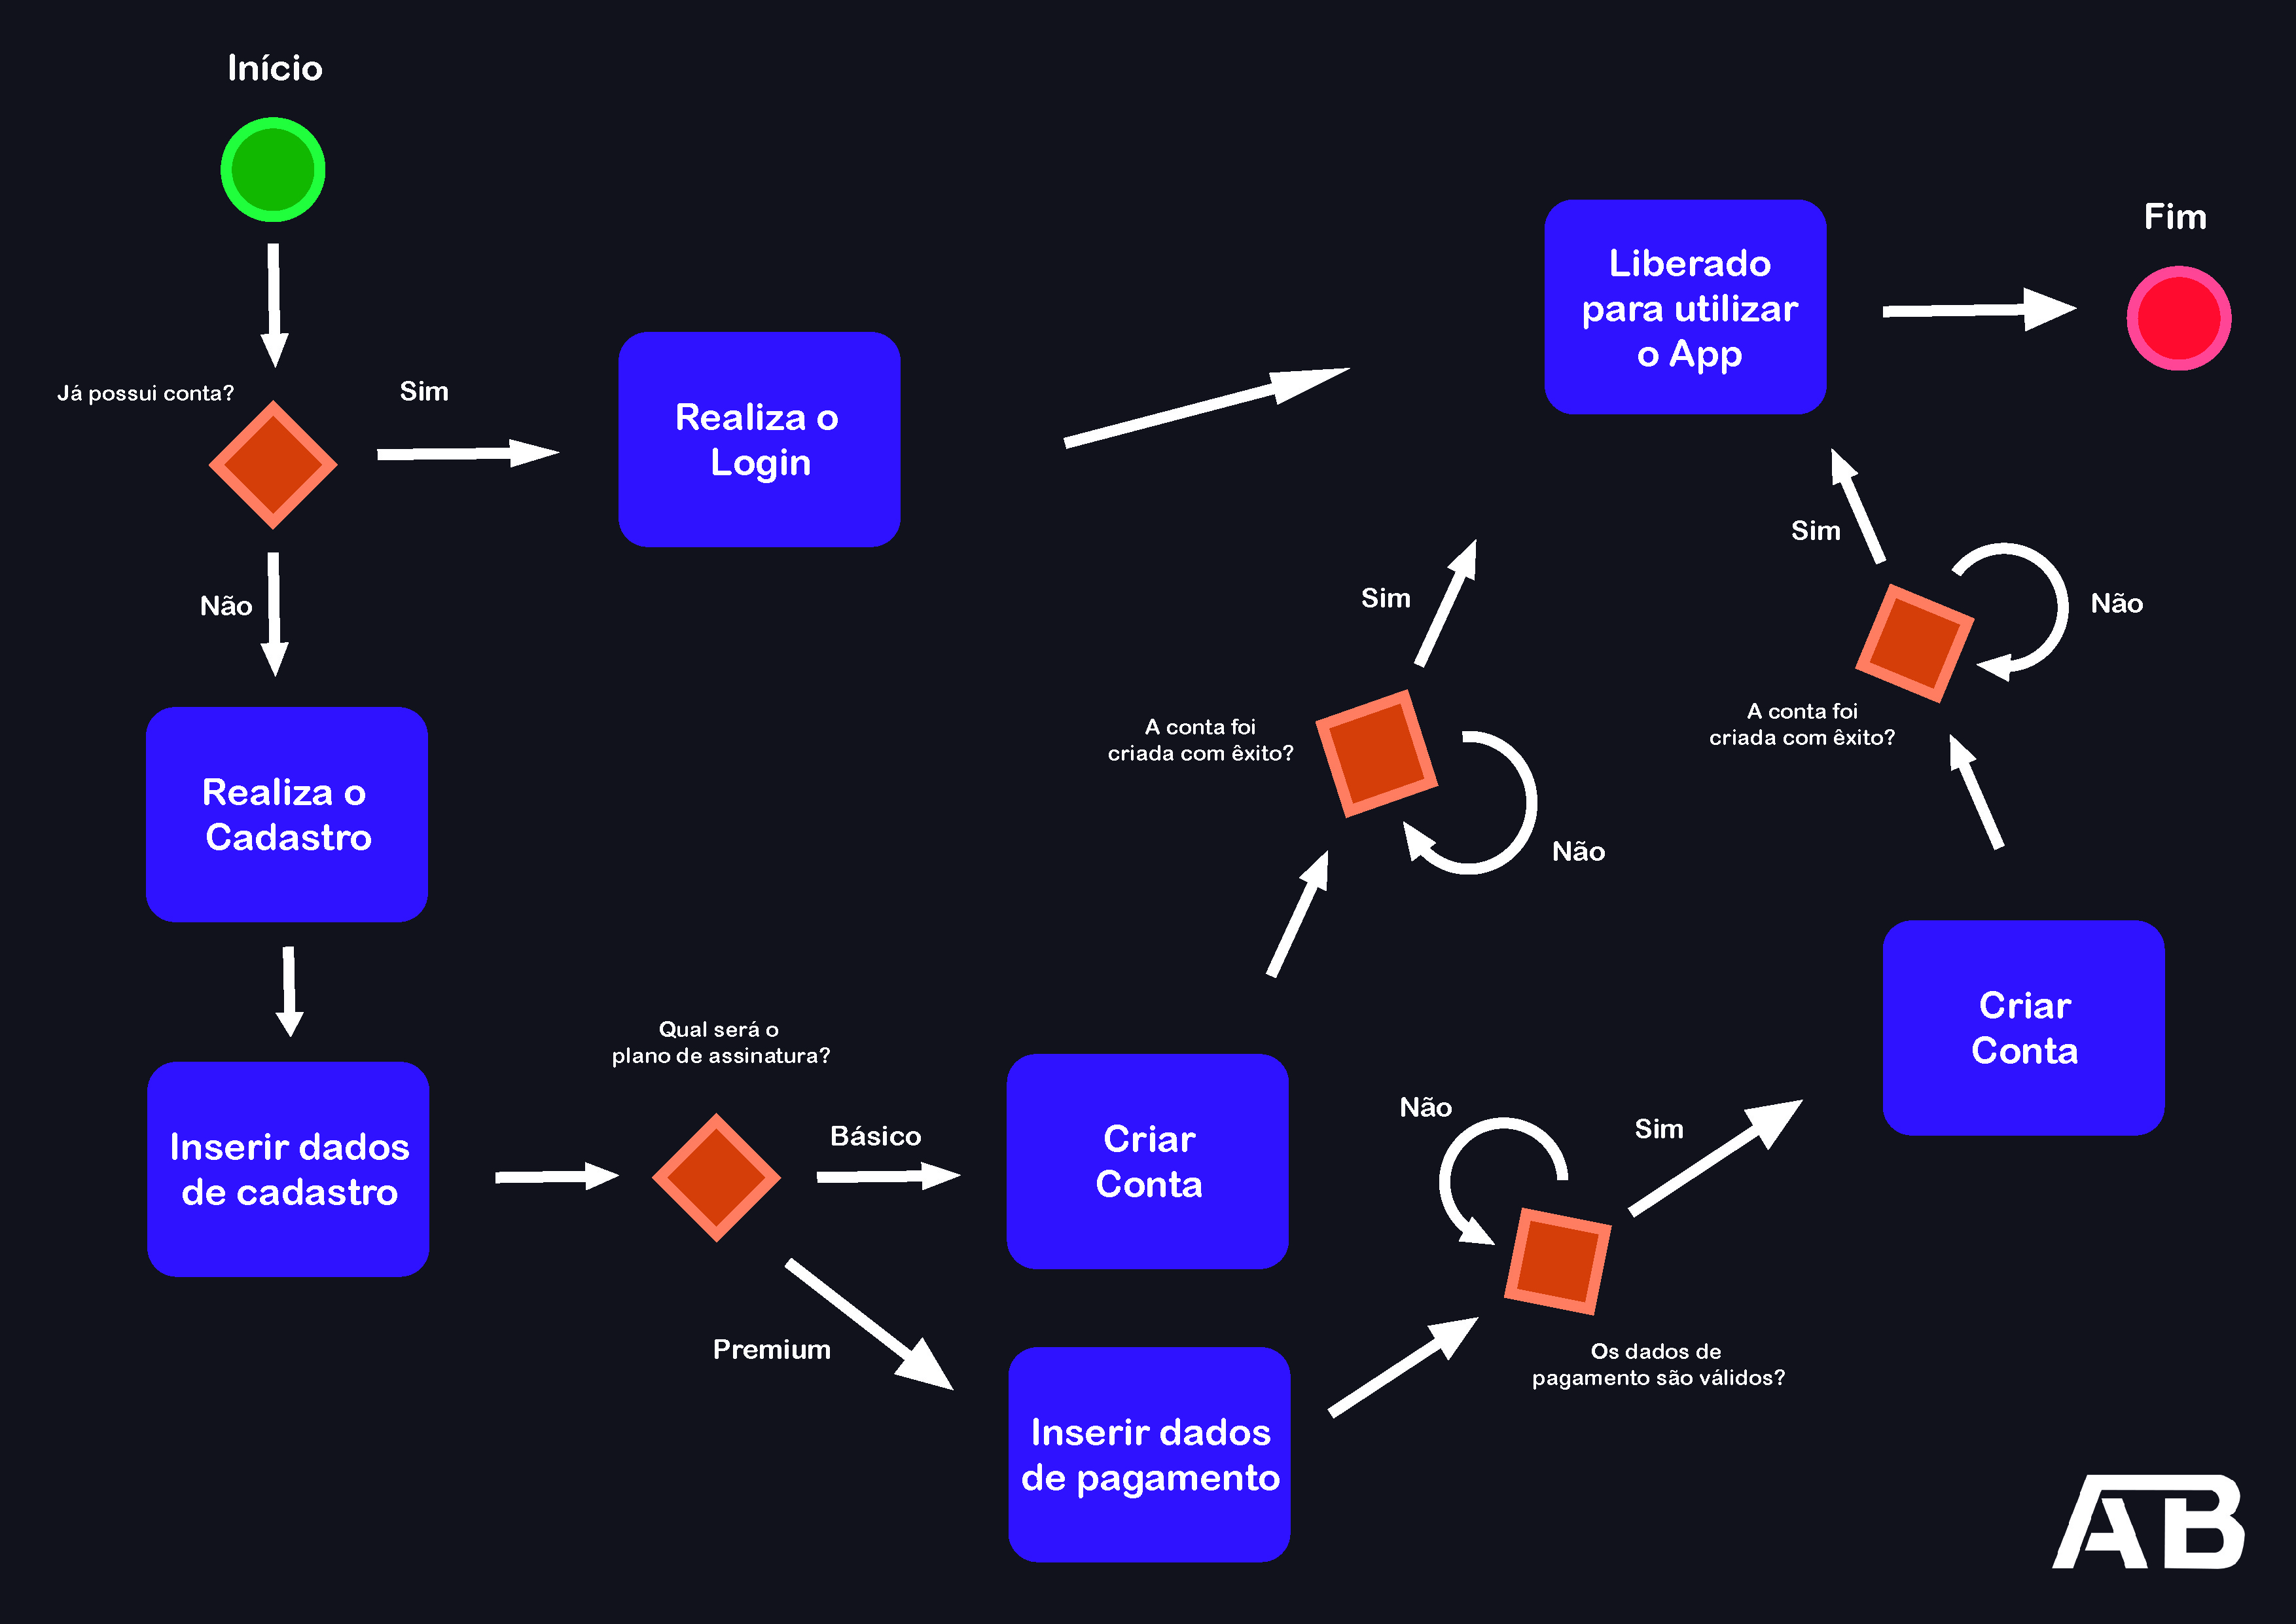 Início
Já possui conta?
Sim
Realiza o
Login
Liberado
para utilizar
o App
Fim
Não
Realiza o
Cadastro
Inserir dados
de cadastro
Qual será o
plano de assinatura?
Básico
Criar
Conta
A conta foi
criada com êxito?
Sim
Não
Premium
Inserir dados
de pagamento
Os dados de
pagamento são válidos?
Não
Sim
Criar
Conta
A conta foi
criada com êxito?
Sim
Não
AB